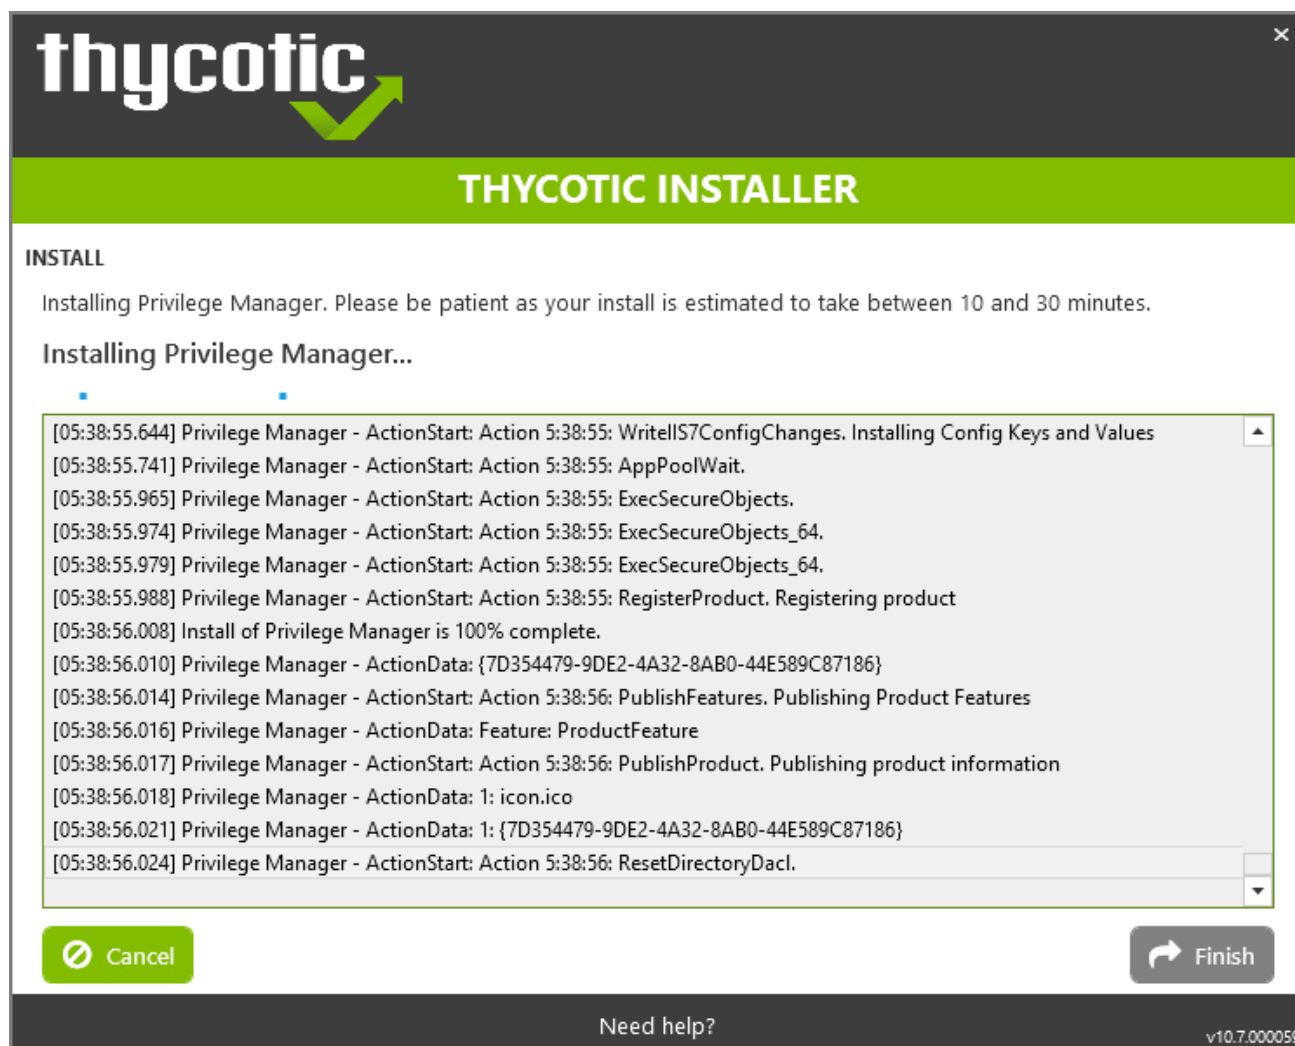 thycotic
×
THYCOTIC INSTALLER
INSTALL
Installing Privilege Manager. Please be patient as your install is estimated to take between 10 and 30 minutes.
Installing Privilege Manager...
[05:38:55.644] Privilege Manager - ActionStart: Action 5:38:55: WriteIIS7ConfigChanges. Installing Config Keys and Values
[05:38:55.741] Privilege Manager - ActionStart: Action 5:38:55: AppPoolWait.
[05:38:55.965] Privilege Manager - ActionStart: Action 5:38:55: ExecSecureObjects.
[05:38:55.974] Privilege Manager - ActionStart: Action 5:38:55: ExecSecureObjects_64.
[05:38:55.979] Privilege Manager - ActionStart: Action 5:38:55: ExecSecureObjects_64.
[05:38:55.988] Privilege Manager - ActionStart: Action 5:38:55: RegisterProduct. Registering product
[05:38:56.008] Install of Privilege Manager is 100% complete.
[05:38:56.010] Privilege Manager - ActionData: {7D354479-9DE2-4A32-8AB0-44E589C87186}
[05:38:56.014] Privilege Manager - ActionStart: Action 5:38:56: PublishFeatures. Publishing Product Features
[05:38:56.016] Privilege Manager - ActionData: Feature: ProductFeature
[05:38:56.017] Privilege Manager - ActionStart: Action 5:38:56: PublishProduct. Publishing product information
[05:38:56.018] Privilege Manager - ActionData: 1: icon.ico
[05:38:56.021] Privilege Manager - ActionData: 1: {7D354479-9DE2-4A32-8AB0-44E589C87186}
[05:38:56.024] Privilege Manager - ActionStart: Action 5:38:56: ResetDirectoryDacl.
Cancel
Finish
Need help?
v10.7.000059